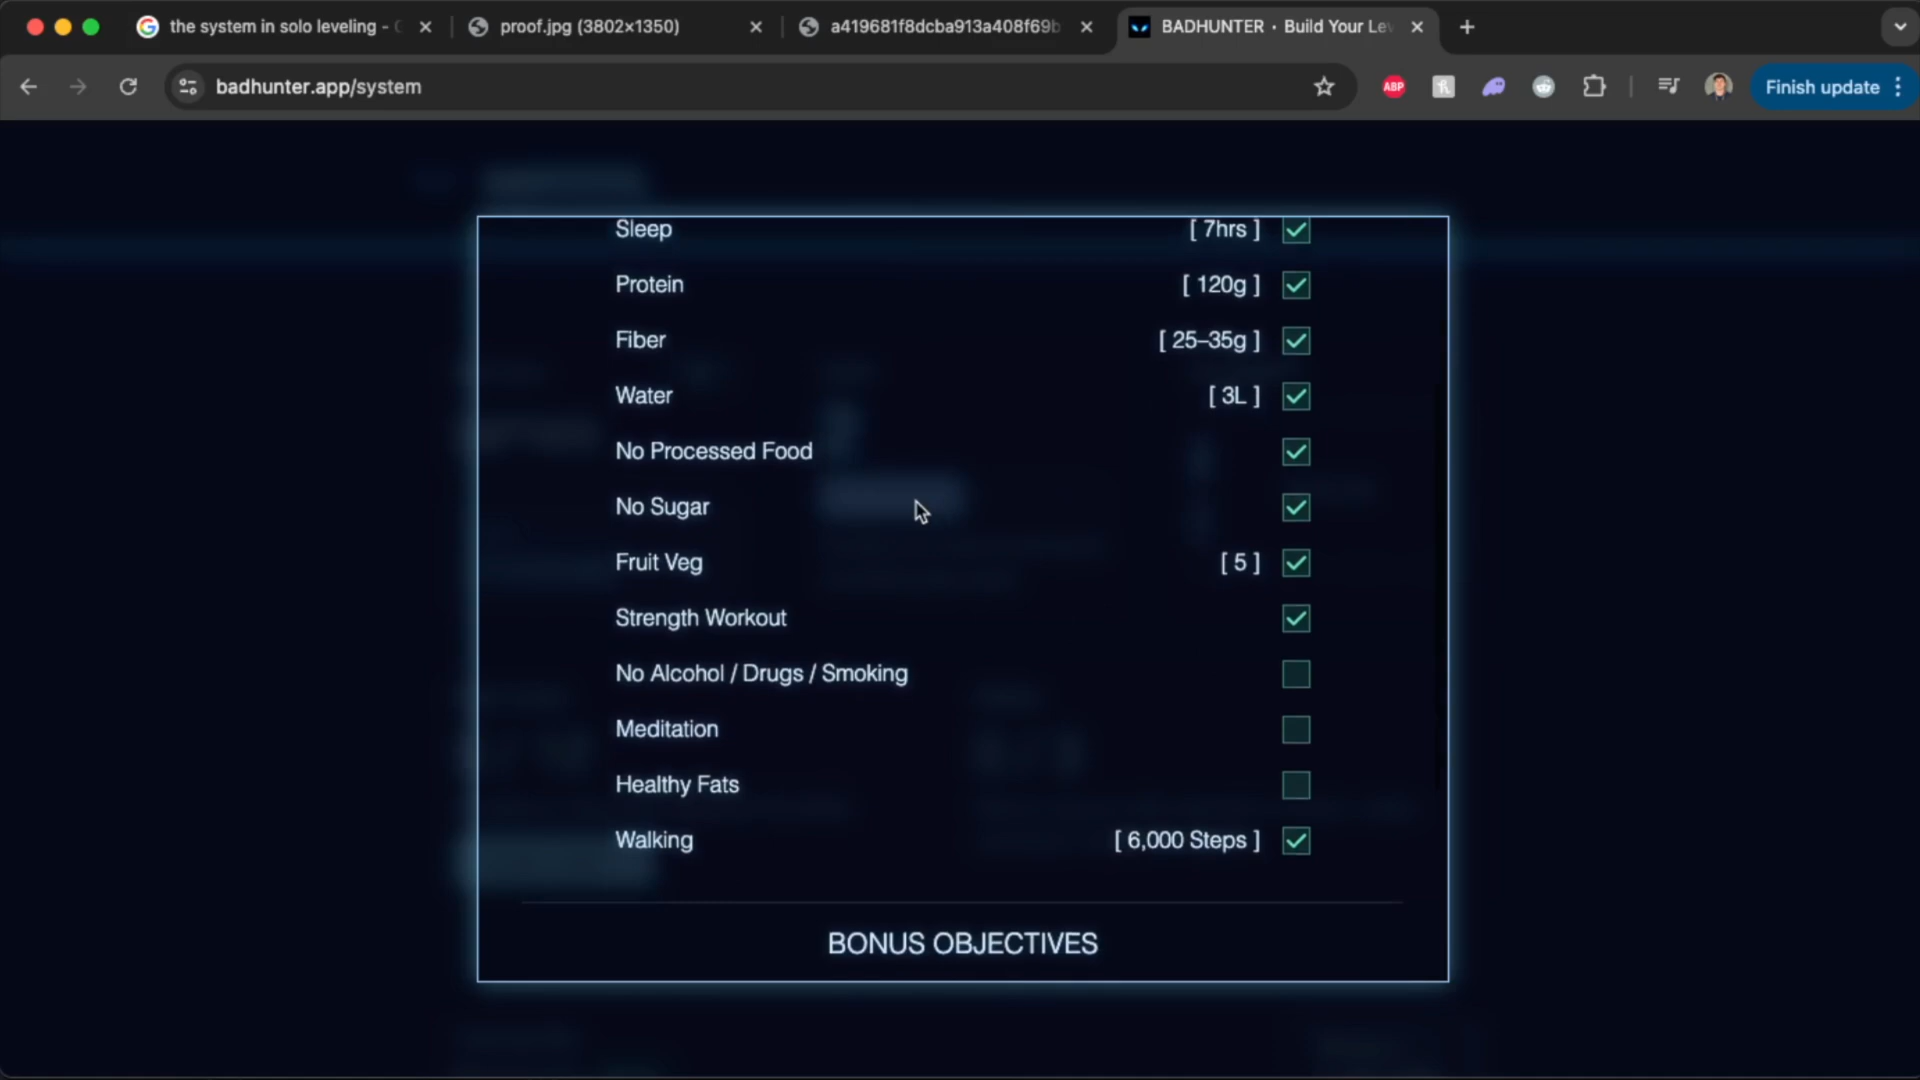 the system in solo leveling -
proof.jpg (3802×1350)
a419681f8dcba913a408f69b
BADHUNTER · Build Your Lev
badhunter.app/system
ABP
Finish update
Sleep [ 7hrs ]
Protein [ 120g ]
Fiber [ 25–35g ]
Water [ 3L ]
No Processed Food
No Sugar
Fruit Veg [ 5 ]
Strength Workout
No Alcohol / Drugs / Smoking
Meditation
Healthy Fats
Walking [ 6,000 Steps ]
BONUS OBJECTIVES